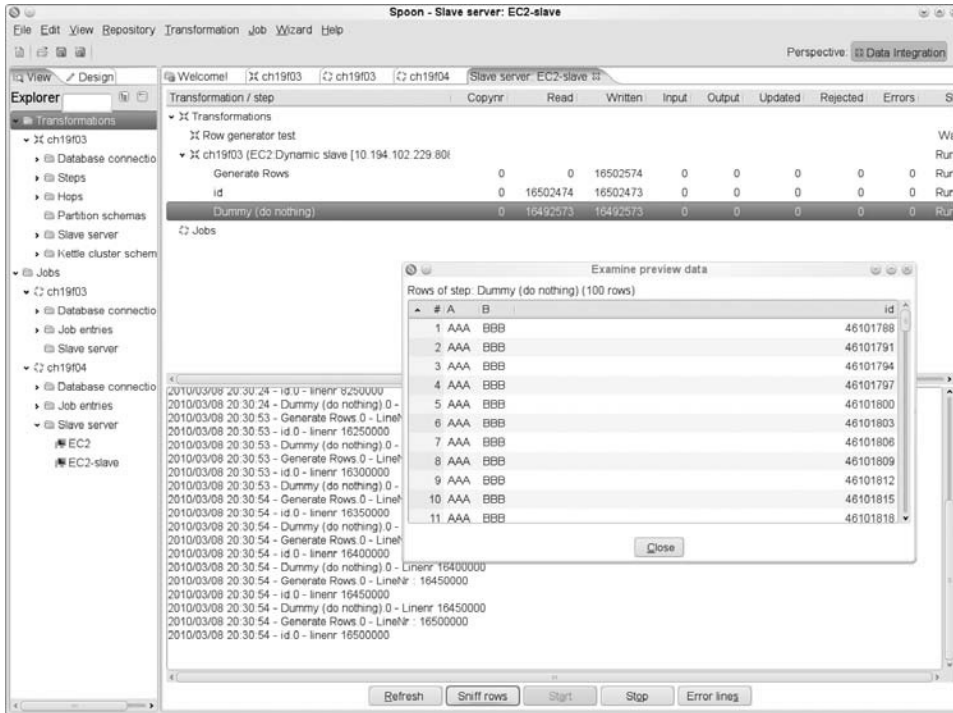 Spoon - Slave server: EC2-slave
File Edit View Repository Transformation Job Wizard Help
Perspective: Data Integration
View Design
Welcome! ch19f03 ch19f03 ch19f04 Slave server: EC2-slave
Explorer
Transformations
ch19f03
Database connectio
Steps
Hops
Partition schemas
Slave server
Kettle cluster schem
Jobs
ch19f03
Database connectio
Job entries
Slave server
ch19f04
Database connectio
Job entries
Slave server
EC2
EC2-slave
Transformation / step Copynr Read Written Input Output Updated Rejected Errors S
Transformations
Row generator test Wa
ch19f03 (EC2:Dynamic slave [10.194.102.229:808 Rur
Generate Rows 0 0 16502574 0 0 0 0 0 Rur
id 0 16502474 16502473 0 0 0 0 0 Rur
Dummy (do nothing) 0 16492573 16492573 0 0 0 0 0 Rur
Jobs
Examine preview data
Rows of step: Dummy (do nothing) (100 rows)
# A B id
1 AAA BBB 46101788
2 AAA BBB 46101791
3 AAA BBB 46101794
4 AAA BBB 46101797
5 AAA BBB 46101800
6 AAA BBB 46101803
7 AAA BBB 46101806
8 AAA BBB 46101809
9 AAA BBB 46101812
10 AAA BBB 46101815
11 AAA BBB 46101818
Close
2010/03/08 20:30:24 - id.0 - linenr 8250000
2010/03/08 20:30:24 - Dummy (do nothing).0 -
2010/03/08 20:30:53 - Generate Rows.0 - LineN
2010/03/08 20:30:53 - id.0 - linenr 16250000
2010/03/08 20:30:53 - Dummy (do nothing).0 -
2010/03/08 20:30:53 - Generate Rows.0 - LineN
2010/03/08 20:30:53 - id.0 - linenr 16300000
2010/03/08 20:30:53 - Dummy (do nothing).0 -
2010/03/08 20:30:54 - Generate Rows.0 - LineN
2010/03/08 20:30:54 - id.0 - linenr 16350000
2010/03/08 20:30:54 - Dummy (do nothing).0 -
2010/03/08 20:30:54 - Generate Rows.0 - LineN
2010/03/08 20:30:54 - id.0 - linenr 16400000
2010/03/08 20:30:54 - Dummy (do nothing).0 - Linenr 16400000
2010/03/08 20:30:54 - Generate Rows.0 - LineNr : 16450000
2010/03/08 20:30:54 - id.0 - linenr 16450000
2010/03/08 20:30:54 - Dummy (do nothing).0 - Linenr 16450000
2010/03/08 20:30:54 - Generate Rows.0 - LineNr : 16500000
2010/03/08 20:30:54 - id.0 - linenr 16500000
Refresh Sniff rows Start Stop Error lines